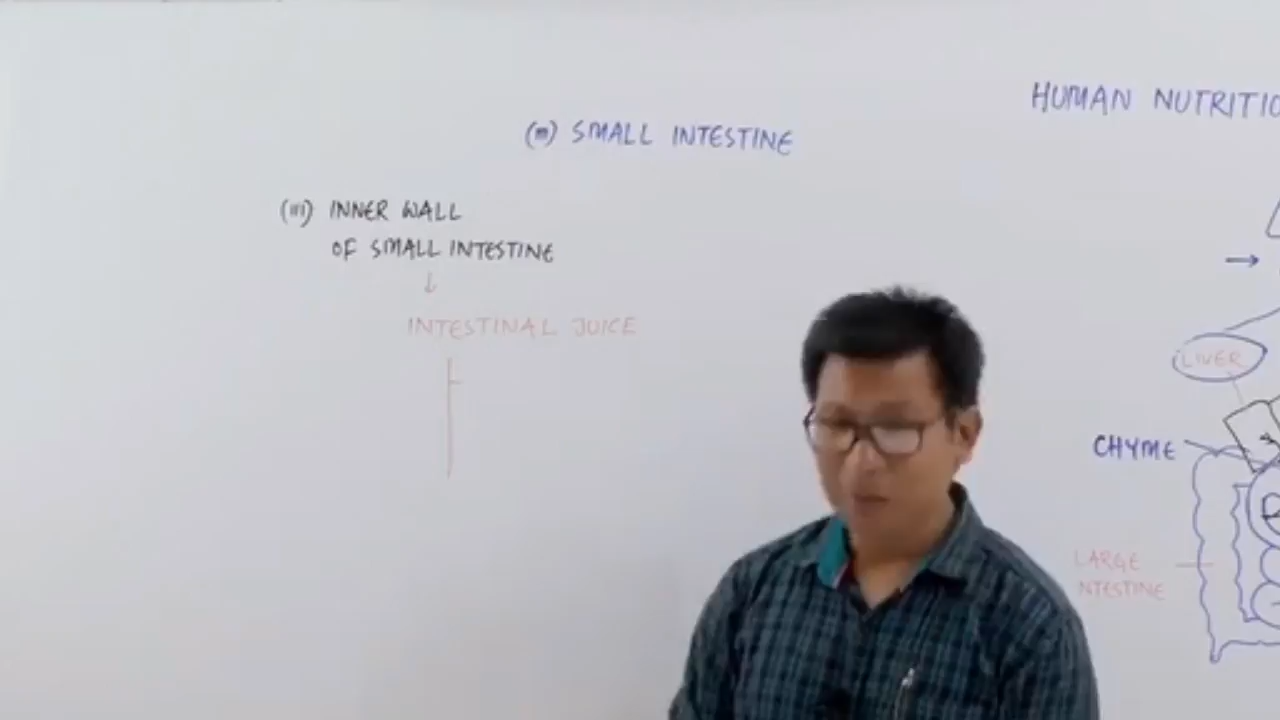 HUMAN NUTRITIO
(III) SMALL INTESTINE
(III) INNER WALL
OF SMALL INTESTINE
INTESTINAL JUICE
LIVER
CHYME
LARGE
NTESTINE